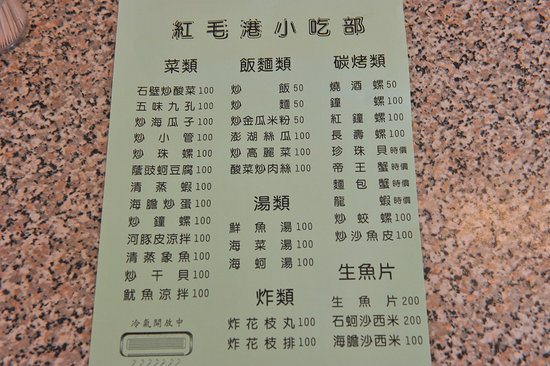 紅毛港小吃部
菜類
石壁炒酸菜100
五味九孔100
炒海瓜子100
炒小管100
炒珠螺100
蔭豉蚵豆腐100
清蒸蝦100
海膽炒蛋100
炒鐘螺100
河豚皮涼拌100
清蒸象魚100
炒干貝100
魷魚涼拌100
冷氣開放中
飯麵類
炒飯50
炒麵50
炒金瓜米粉50
澎湖絲瓜100
炒高麗菜100
酸菜炒肉絲100
湯類
鮮魚湯100
海菜湯100
海蚵湯100
炸類
炸花枝丸100
炸花枝排100
碳烤類
燒酒螺50
鐘螺100
紅鐘螺100
長壽螺100
珍珠貝時價
帝王蟹時價
麵包蟹時價
龍蝦時價
炒蛟螺100
炒沙魚皮100
生魚片
生魚片200
石蚵沙西米200
海膽沙西米100